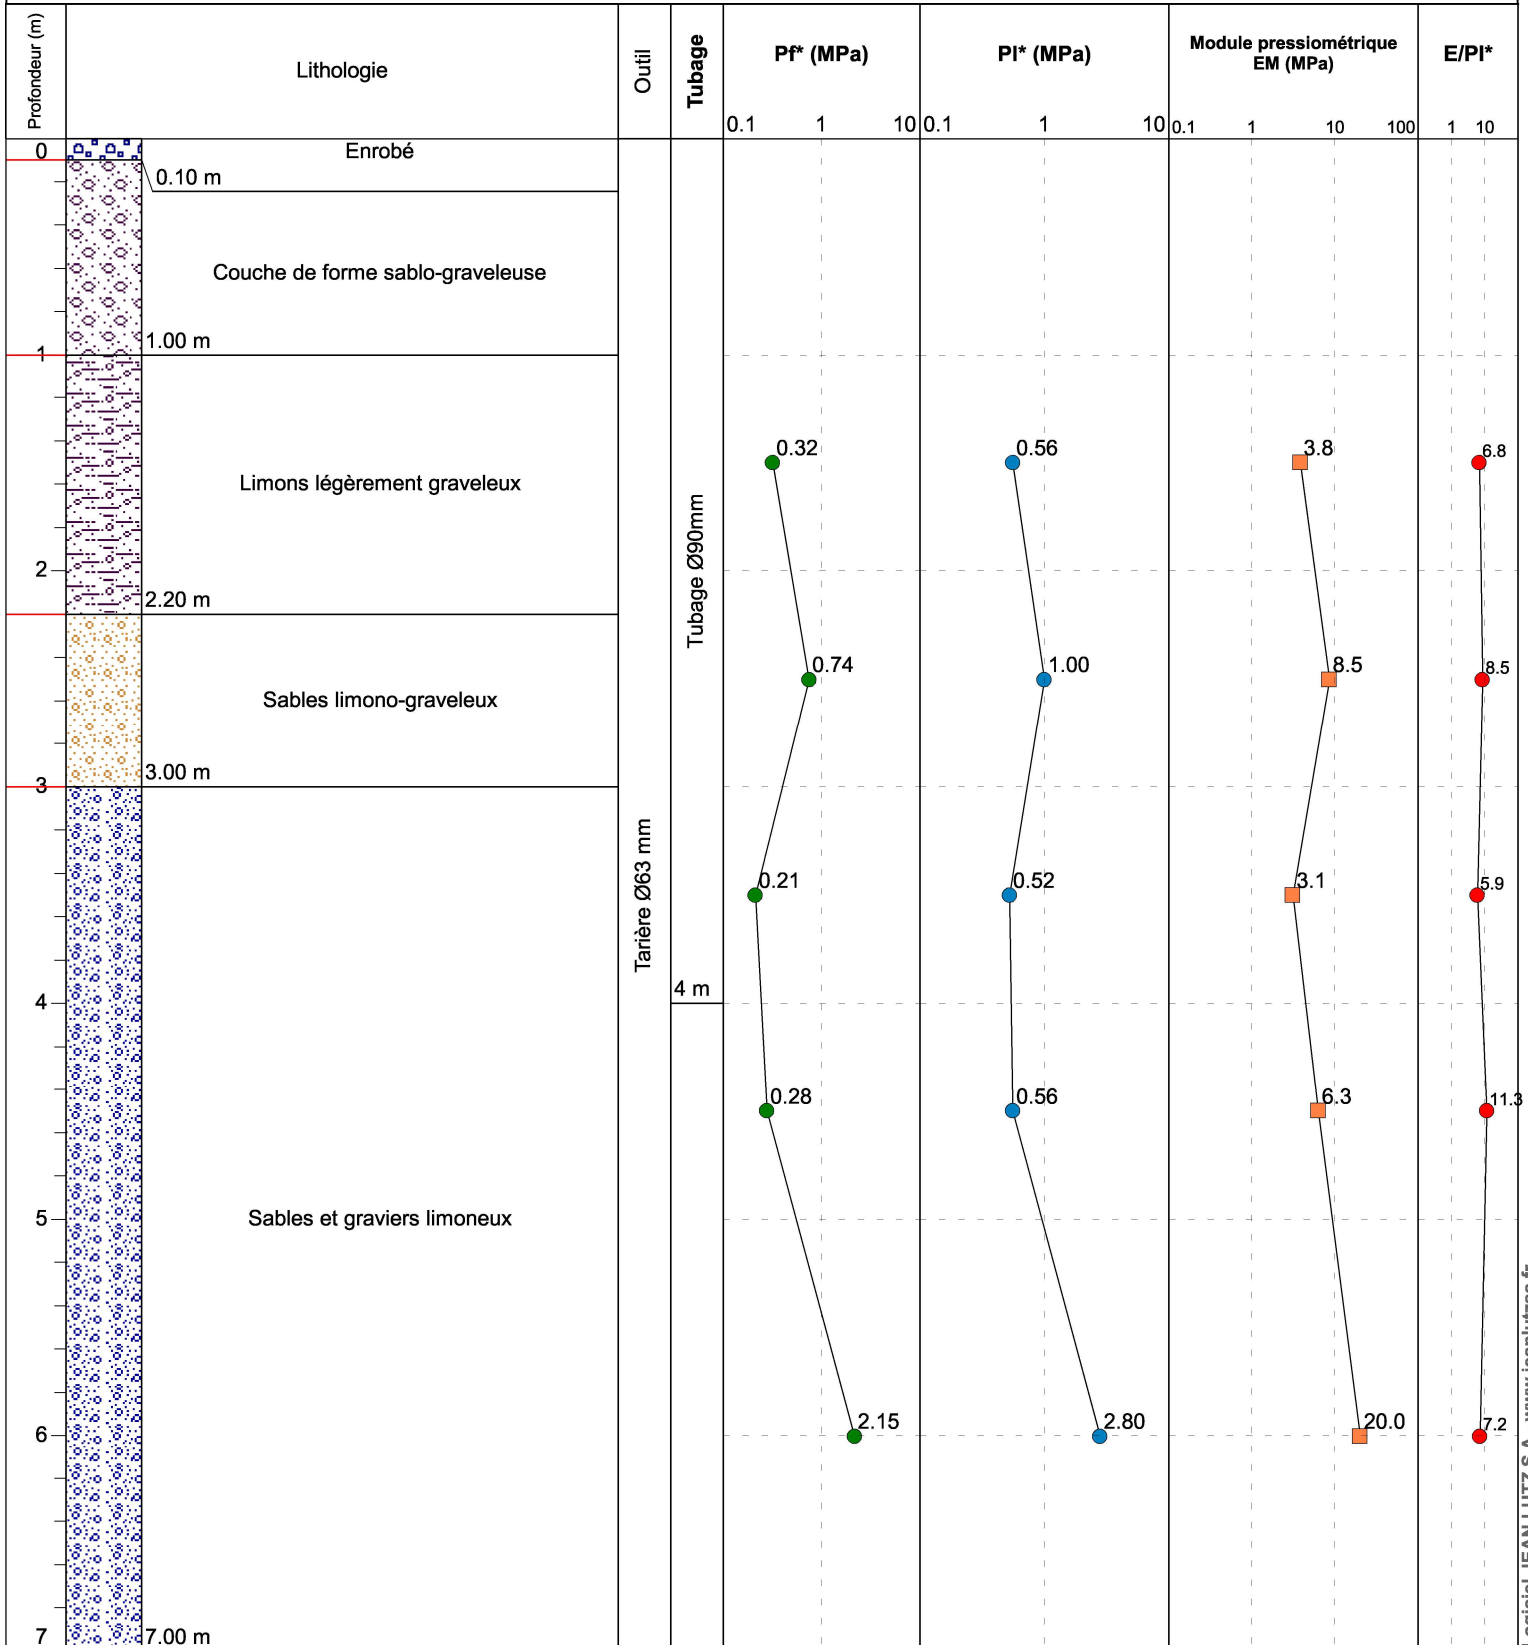 Profondeur (m)
Lithologie
Outil
Tubage
Pf* (MPa)
Pl* (MPa)
Module pressiométrique
EM (MPa)
E/Pl*
0.1 1 10
0.1 1 10
0.1 1 10 100
1 10
0
Enrobé
0.10 m
Couche de forme sablo-graveleuse
1.00 m
1
0.32
0.56
3.8
6.8
Limons légèrement graveleux
Tubage Ø90mm
2
2.20 m
0.74
1.00
8.5
8.5
Sables limono-graveleux
3.00 m
3
0.21
0.52
3.1
5.9
Tarière Ø63 mm
4 m
4
0.28
0.56
6.3
11.3
5
Sables et graviers limoneux
6
2.15
2.80
20.0
7.2
7
7.00 m
JEAN LUTZ SA